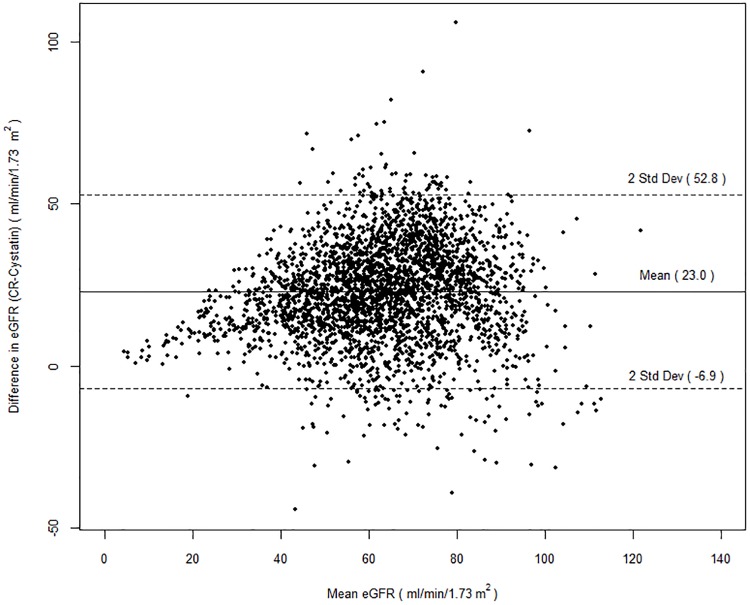 Difference in eGFR (CR-Cystatin) ( ml/min/1.73 m²)
100
50
0
-50
2 Std Dev ( 52.8 )
Mean ( 23.0 )
2 Std Dev ( -6.9 )
0 20 40 60 80 100 120 140
Mean eGFR ( ml/min/1.73 m² )